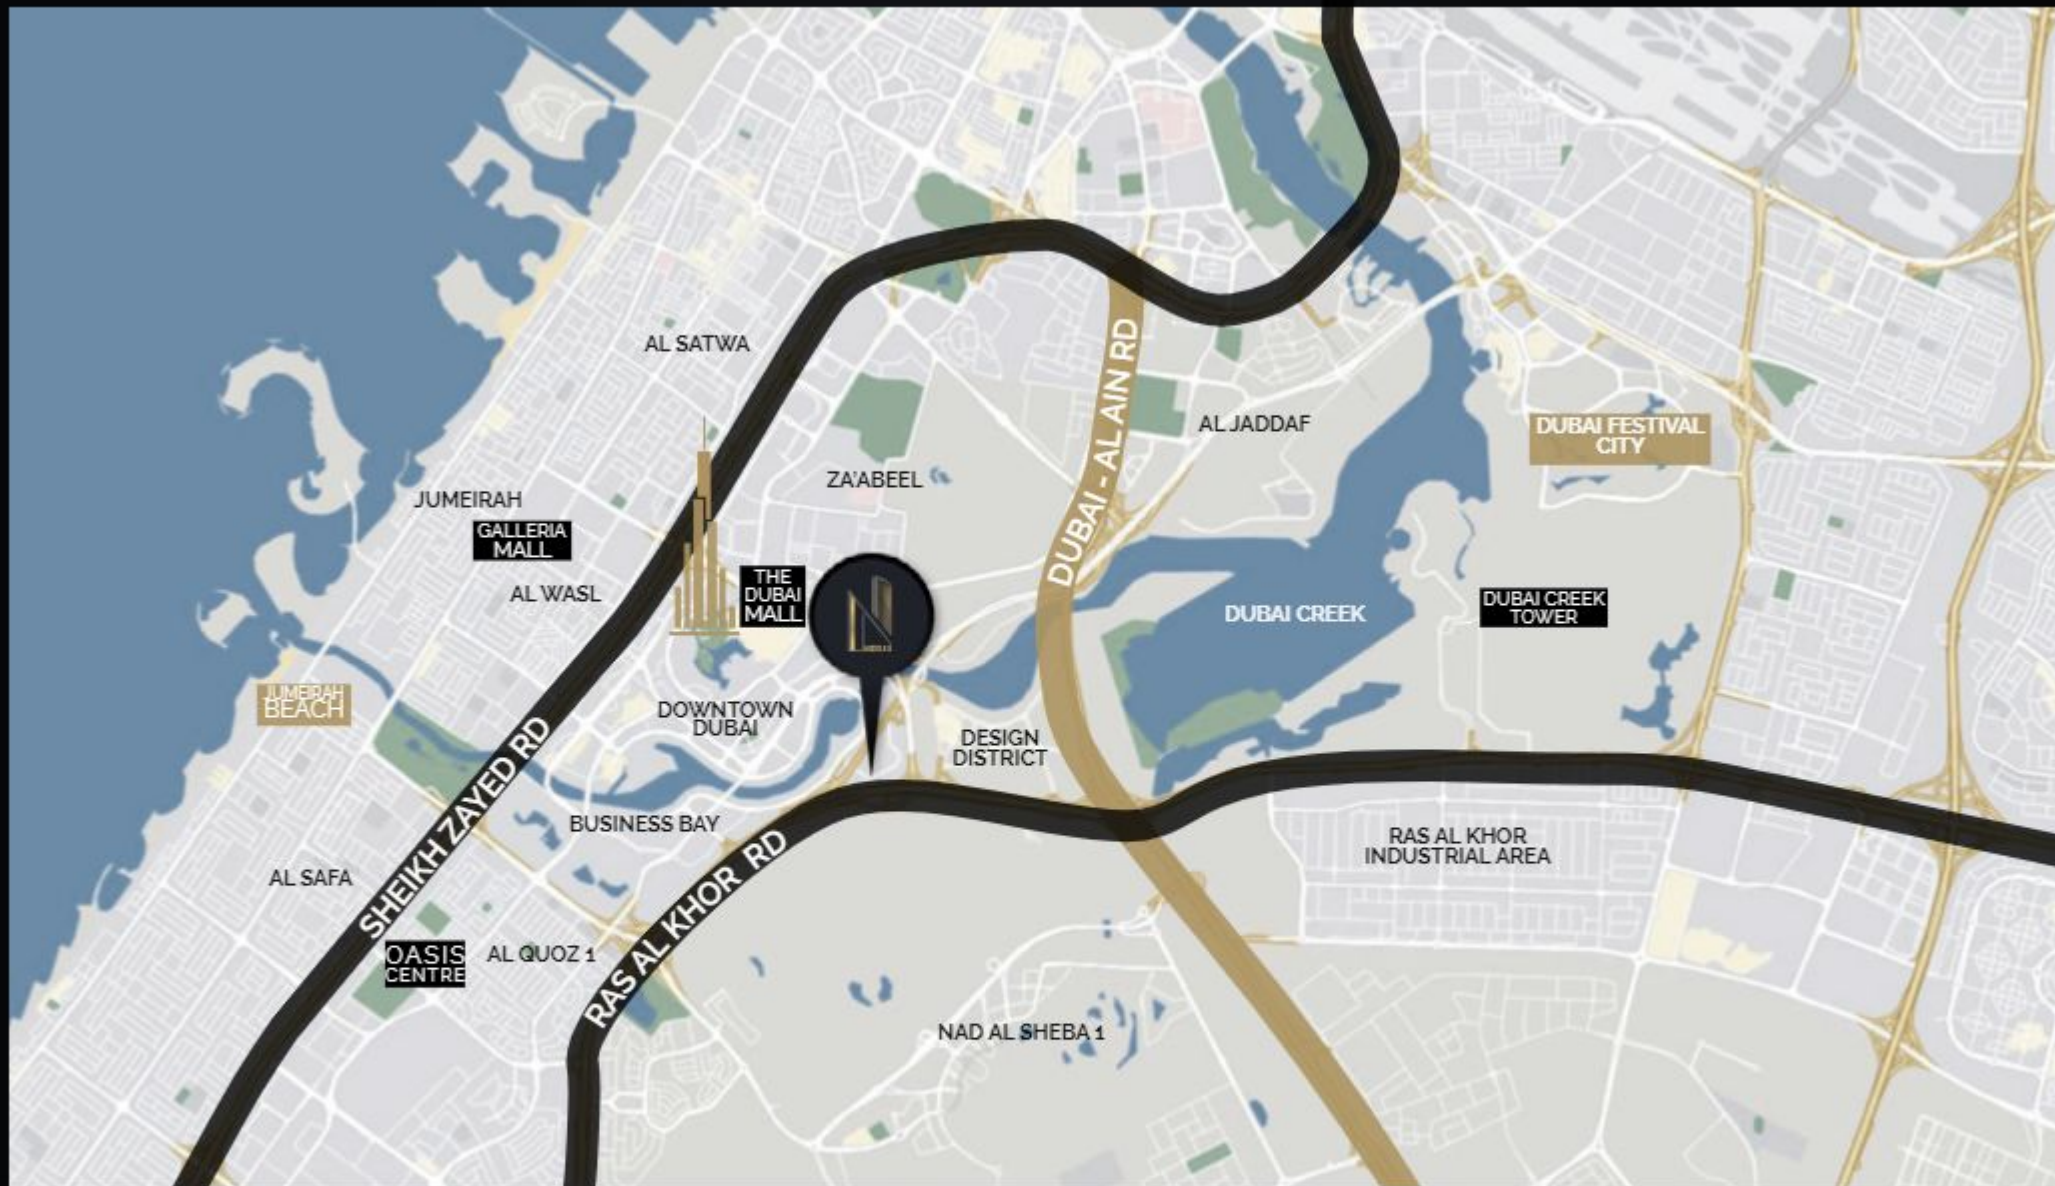 AL SATWA
AL JADDAF
DUBAI - AL AIN RD
DUBAI FESTIVAL
CITY
ZA'ABEEL
JUMEIRAH
GALLERIA
MALL
AL WASL
THE
DUBAI
MALL
N
DUBAI CREEK
DUBAI CREEK
TOWER
JUMEIRAH
BEACH
DOWNTOWN
DUBAI
DESIGN
DISTRICT
SHEIKH ZAYED RD
BUSINESS BAY
RAS AL KHOR
INDUSTRIAL AREA
AL SAFA
RAS AL KHOR RD
OASIS
CENTRE
AL QUOZ 1
NAD AL SHEBA 1